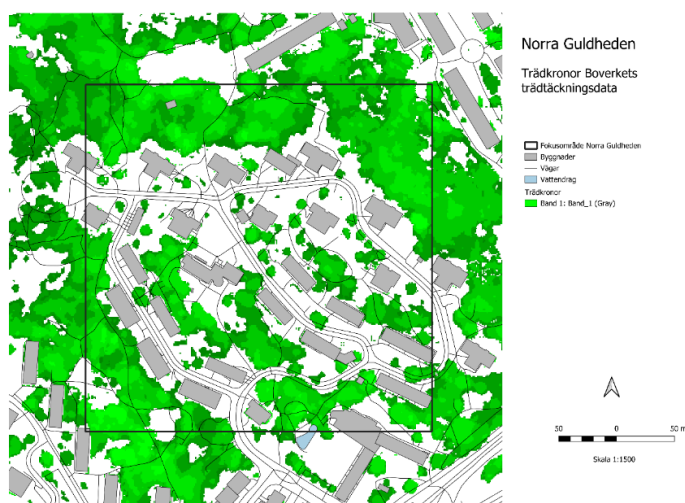 Norra Guldheden
Trädkronor Boverkets
trädtäckningsdata
Fokusområde Norra Guldheden
Byggnader
Vägar
Vattendrag
Trädkronor
Band 1: Band_1 (Gray)
50 0 50 m
Skala 1:1500